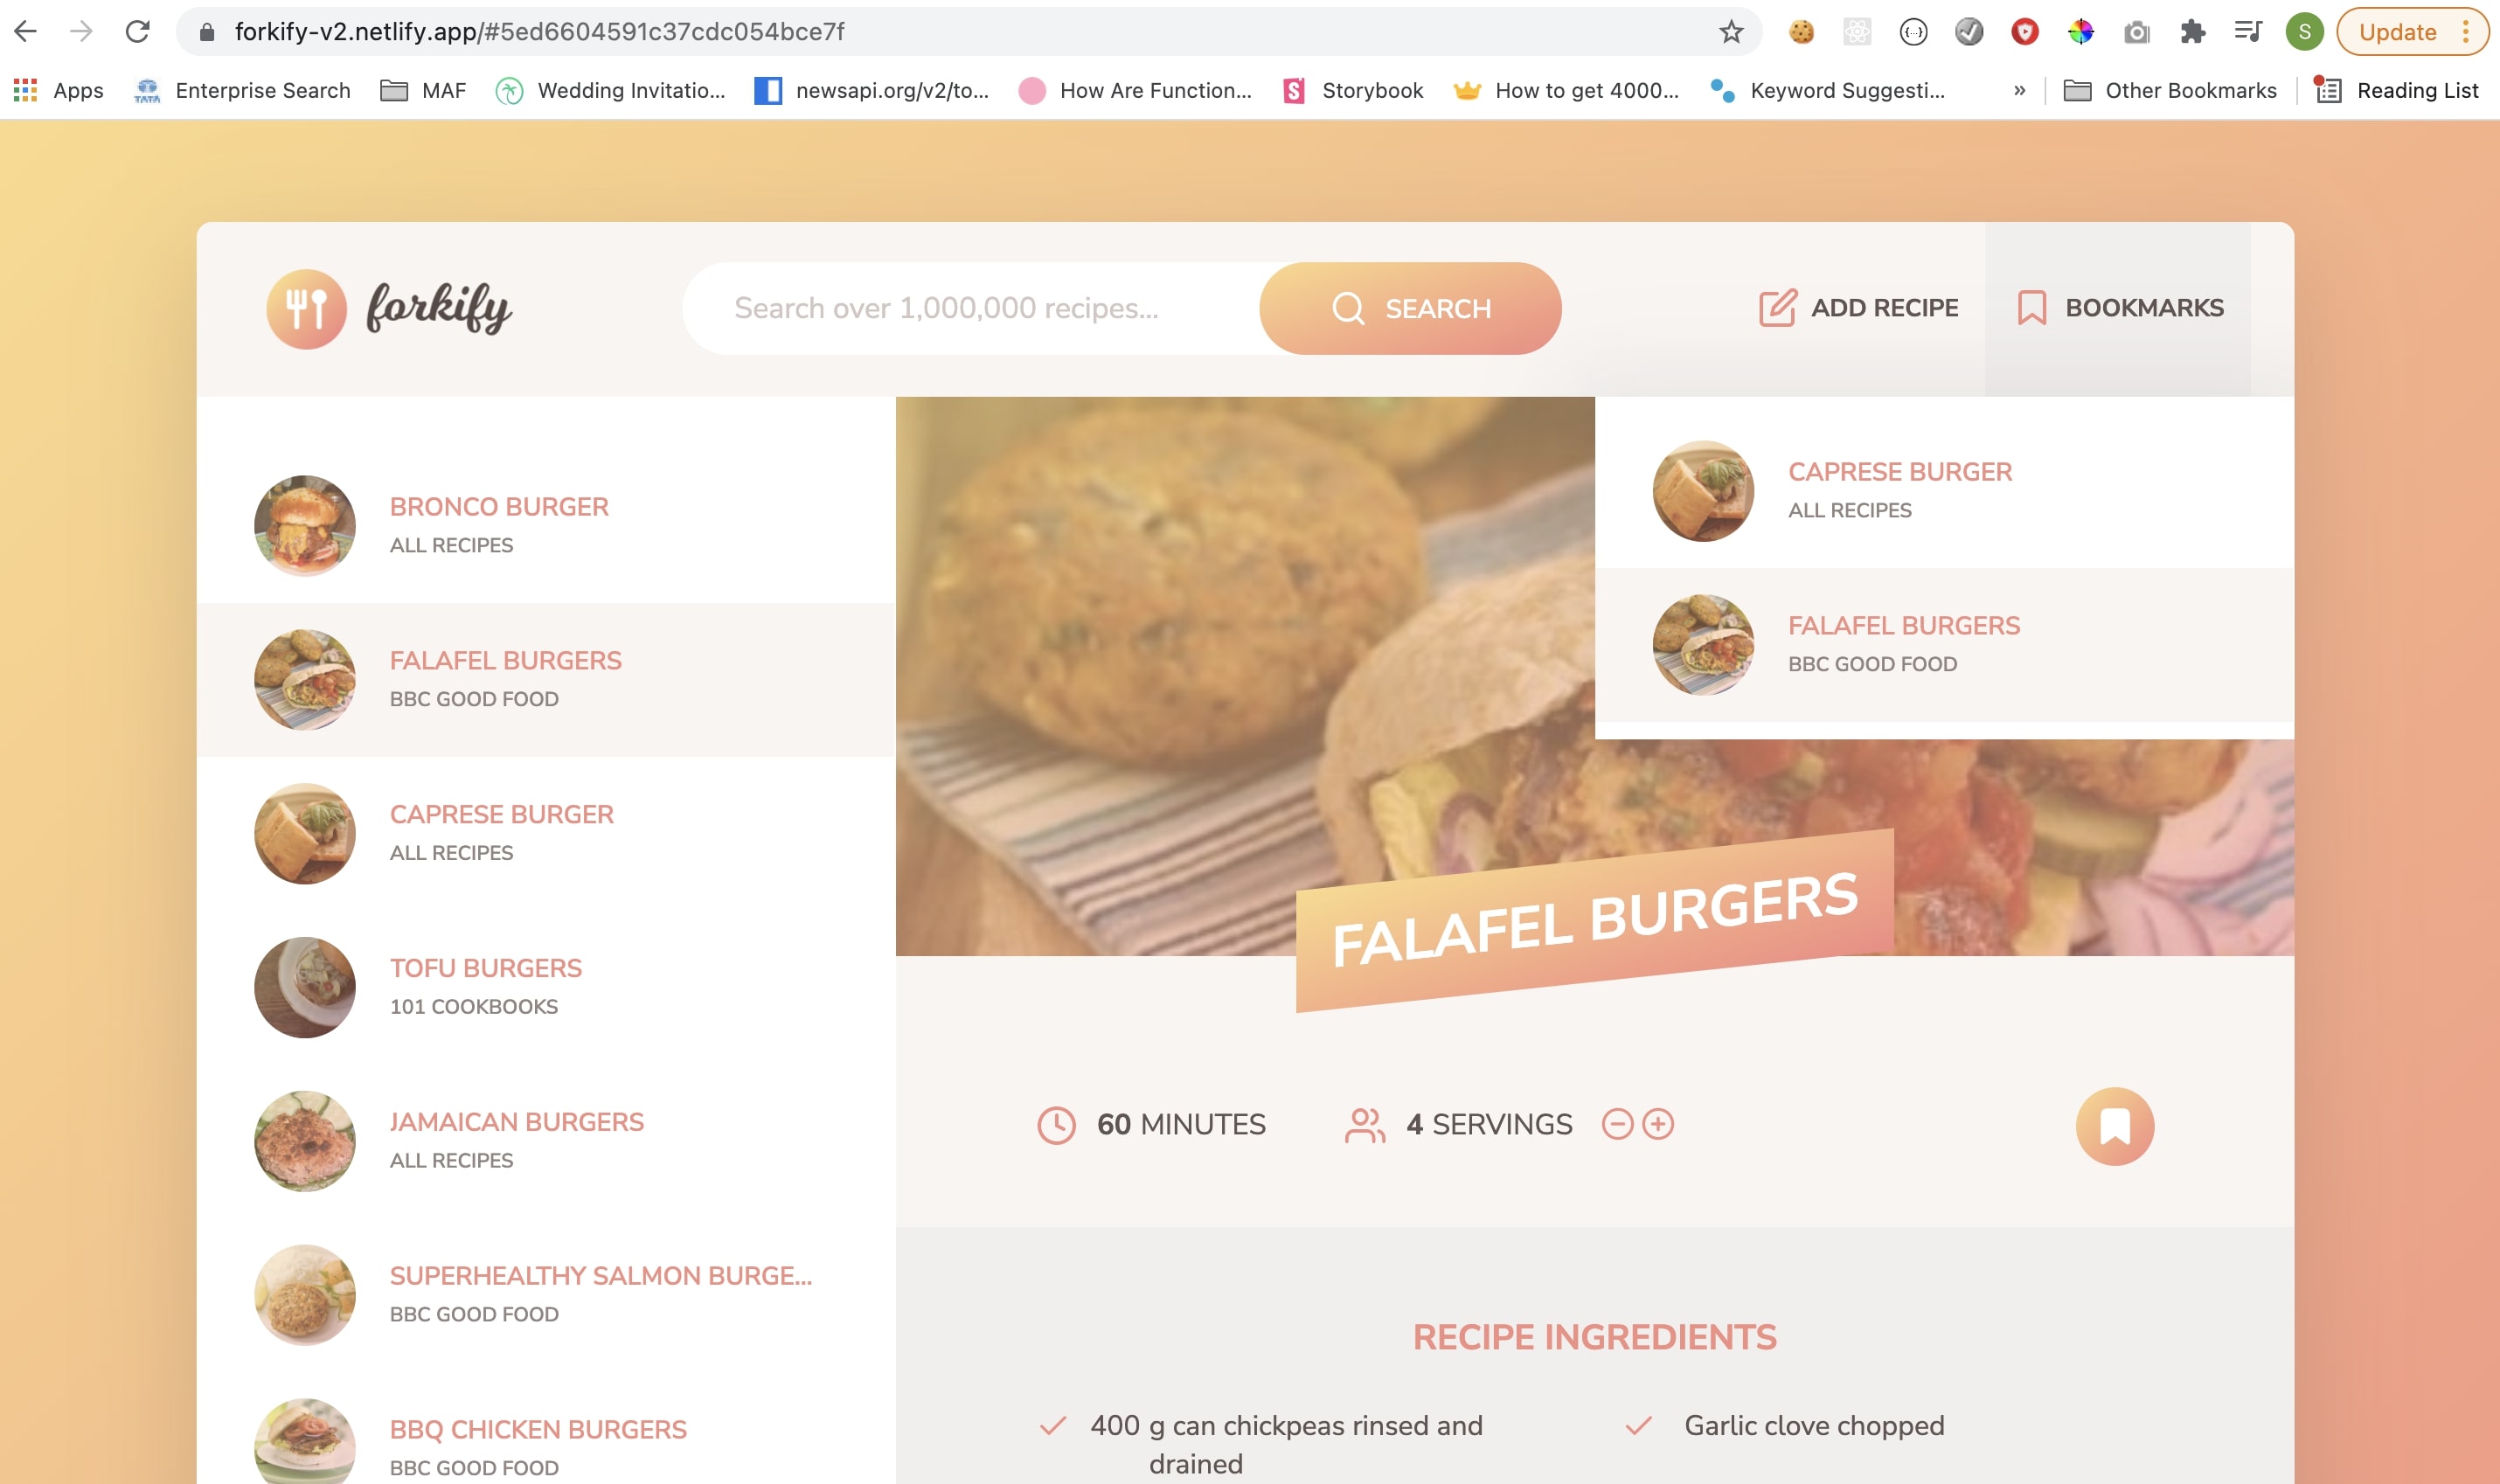 forkify-v2.netlify.app/#5ed6604591c37cdc054bce7f
S
Update
Apps
TATA
Enterprise Search
MAF
Wedding Invitatio...
newsapi.org/v2/to...
How Are Function...
S
Storybook
How to get 4000...
Keyword Suggesti...
»
Other Bookmarks
Reading List
forkify
Search over 1,000,000 recipes...
SEARCH
ADD RECIPE
BOOKMARKS
BRONCO BURGER
ALL RECIPES
FALAFEL BURGERS
BBC GOOD FOOD
CAPRESE BURGER
ALL RECIPES
TOFU BURGERS
101 COOKBOOKS
JAMAICAN BURGERS
ALL RECIPES
SUPERHEALTHY SALMON BURGE...
BBC GOOD FOOD
BBQ CHICKEN BURGERS
BBC GOOD FOOD
CAPRESE BURGER
ALL RECIPES
FALAFEL BURGERS
BBC GOOD FOOD
FALAFEL BURGERS
60 MINUTES
4 SERVINGS
RECIPE INGREDIENTS
400 g can chickpeas rinsed and
drained
Garlic clove chopped